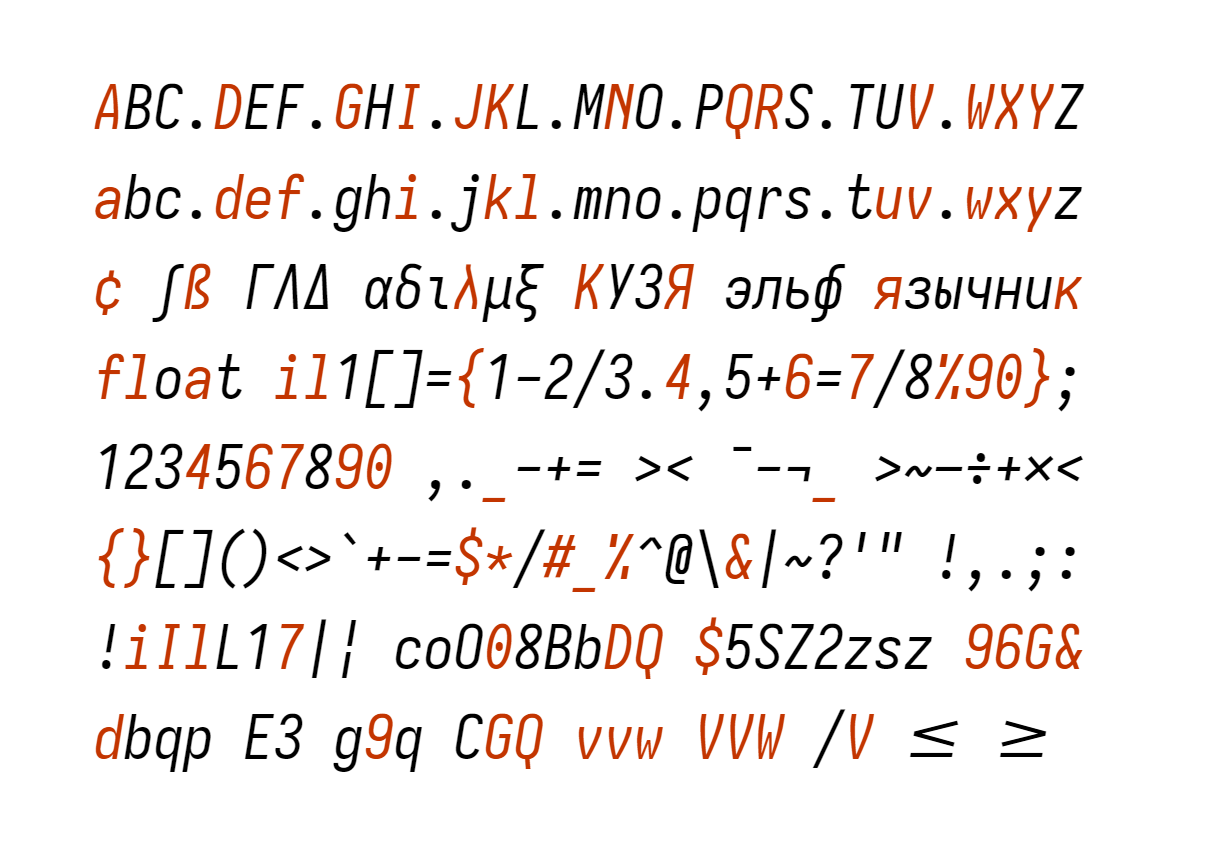 ABC.DEF.GHI.JKL.MNO.PQRS.TUV.WXYZ
abc.def.ghi.jkl.mno.pqrs.tuv.wxyz
¢ ʃß ΓΛΔ αδιλμξ КУЗЯ эльф язычник
float il1[]={1-2/3.4,5+6=7/8%90};
1234567890 ,._-+= >< ¯-¬_ >~–÷+×<
{}[]()<>`+-=$*/#_%^@\&|~?'" !,.;:
!iIlL17|¦ coO08BbDQ $5SZ2zsz 96G&
dbqp E3 g9q CGQ vvw VVW /V ≤ ≥